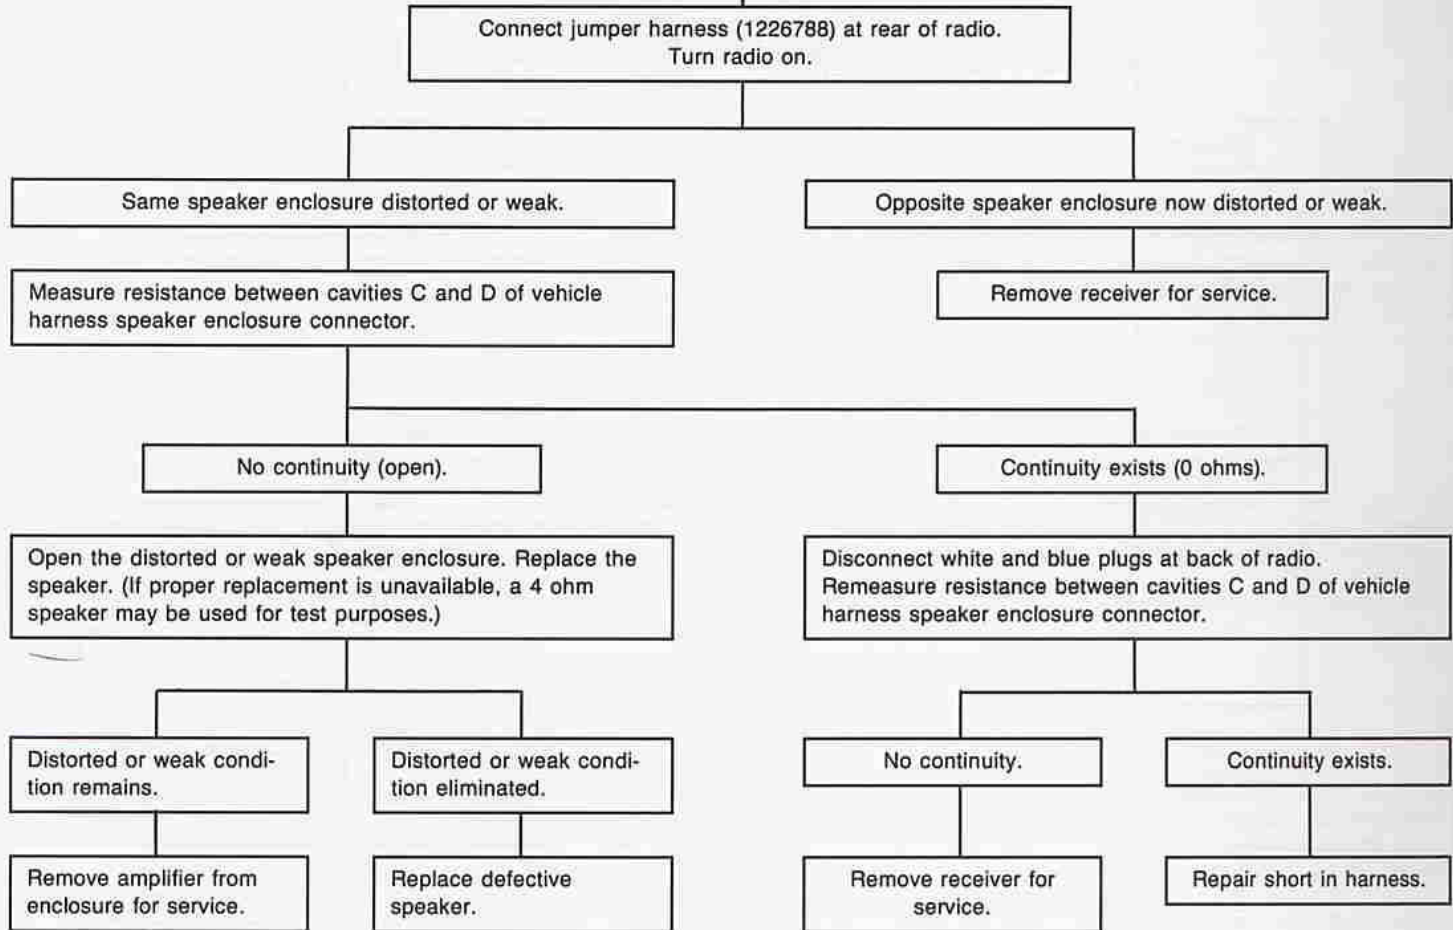 Connect jumper harness (1226788) at rear of radio.
Turn radio on.
Same speaker enclosure distorted or weak.
Opposite speaker enclosure now distorted or weak.
Measure resistance between cavities C and D of vehicle
harness speaker enclosure connector.
Remove receiver for service.
No continuity (open).
Continuity exists (0 ohms).
Open the distorted or weak speaker enclosure. Replace the
speaker. (If proper replacement is unavailable, a 4 ohm
speaker may be used for test purposes.)
Disconnect white and blue plugs at back of radio.
Remeasure resistance between cavities C and D of vehicle
harness speaker enclosure connector.
Distorted or weak condi-
tion remains.
Distorted or weak condi-
tion eliminated.
No continuity.
Continuity exists.
Remove amplifier from
enclosure for service.
Replace defective
speaker.
Remove receiver for
service.
Repair short in harness.